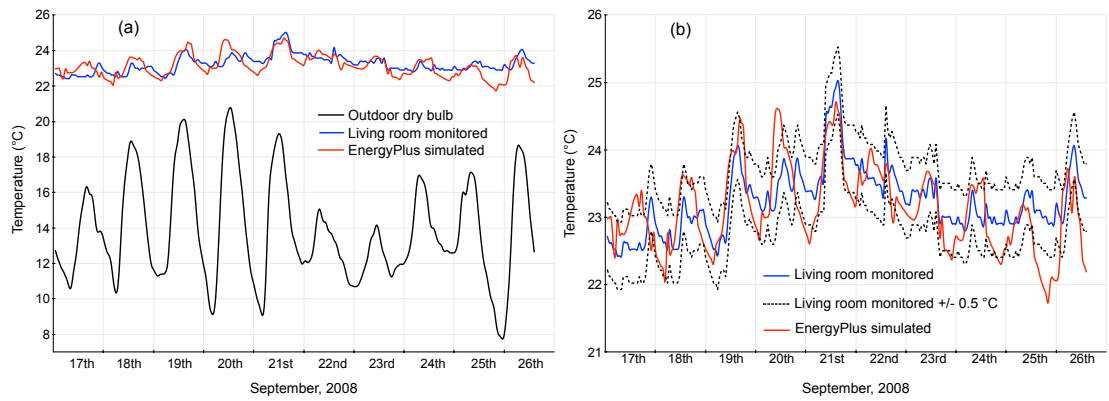 (a)
26
24
22
20
18
16
14
12
10
8
Temperature (°C)
Outdoor dry bulb
Living room monitored
EnergyPlus simulated
17th 18th 19th 20th 21st 22nd 23rd 24th 25th 26th
September, 2008
(b)
26
25
24
23
22
21
Temperature (°C)
Living room monitored
Living room monitored +/- 0.5 °C
EnergyPlus simulated
17th 18th 19th 20th 21st 22nd 23rd 24th 25th 26th
September, 2008